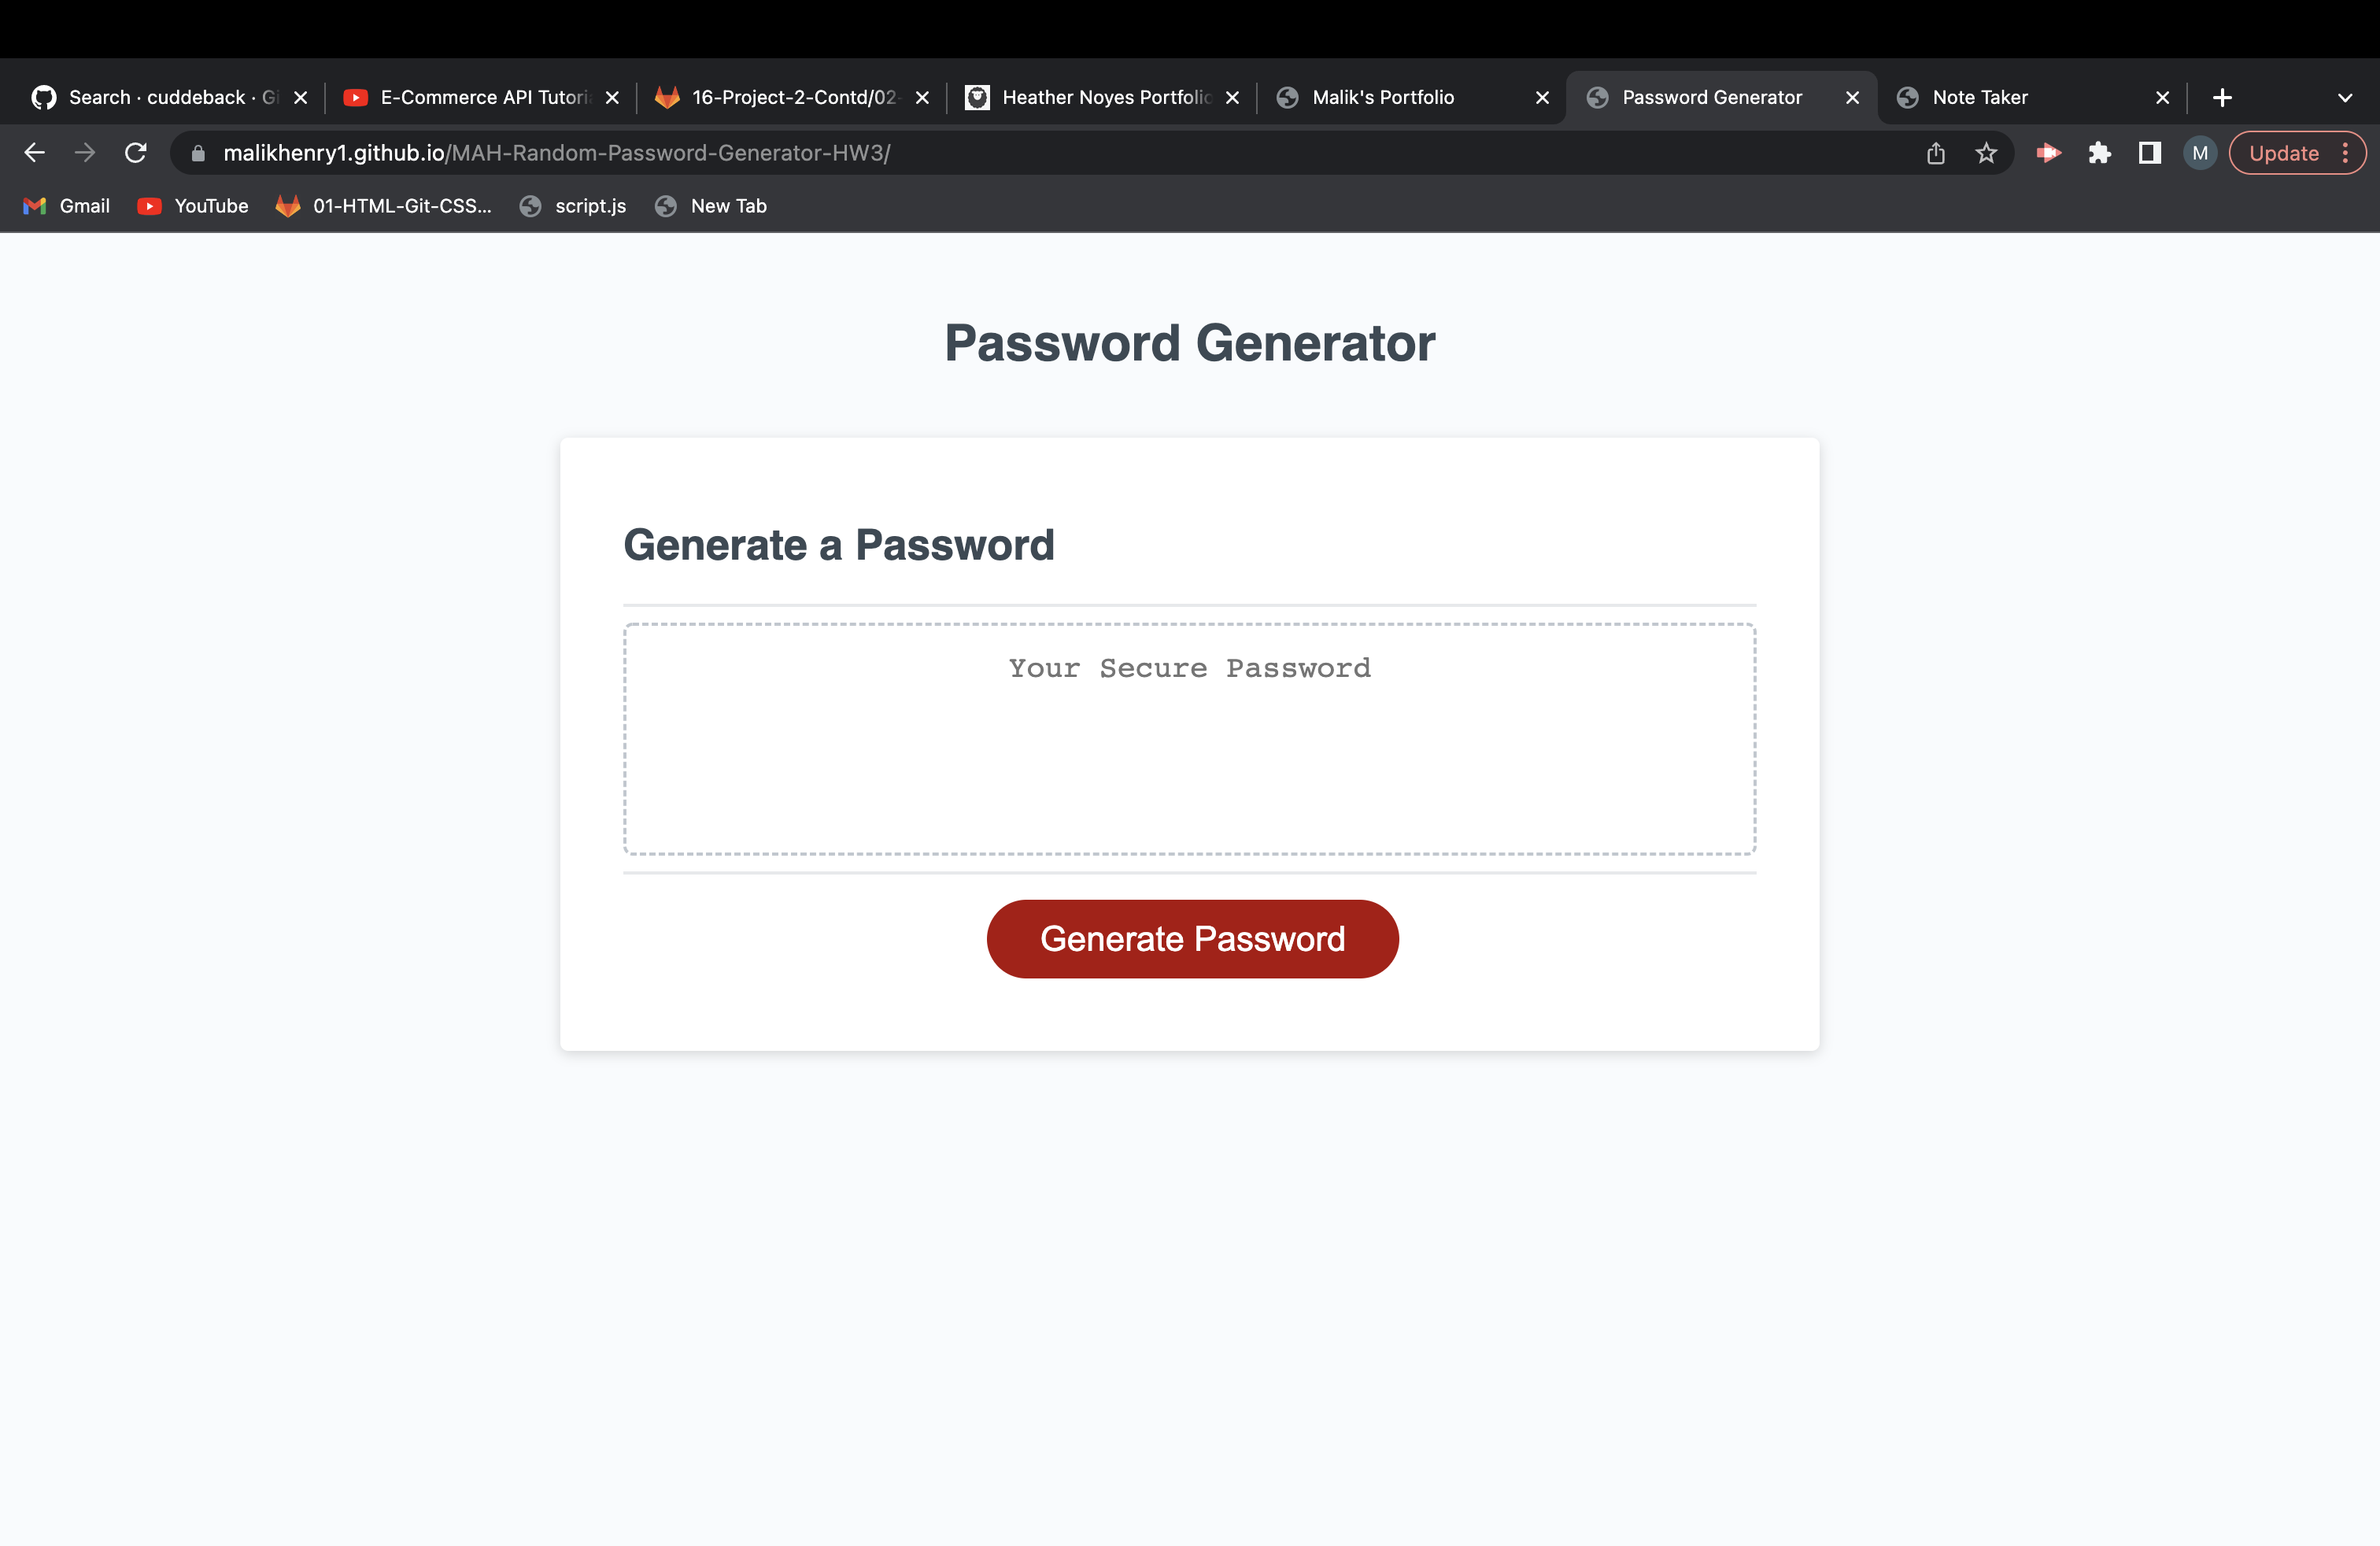 Search · cuddeback · Gi
E-Commerce API Tutori
16-Project-2-Contd/02-
Heather Noyes Portfolio
Malik's Portfolio
Password Generator
Note Taker
malikhenry1.github.io/MAH-Random-Password-Generator-HW3/
M
Update
Gmail
YouTube
01-HTML-Git-CSS...
script.js
New Tab
Password Generator
Generate a Password
Your Secure Password
Generate Password